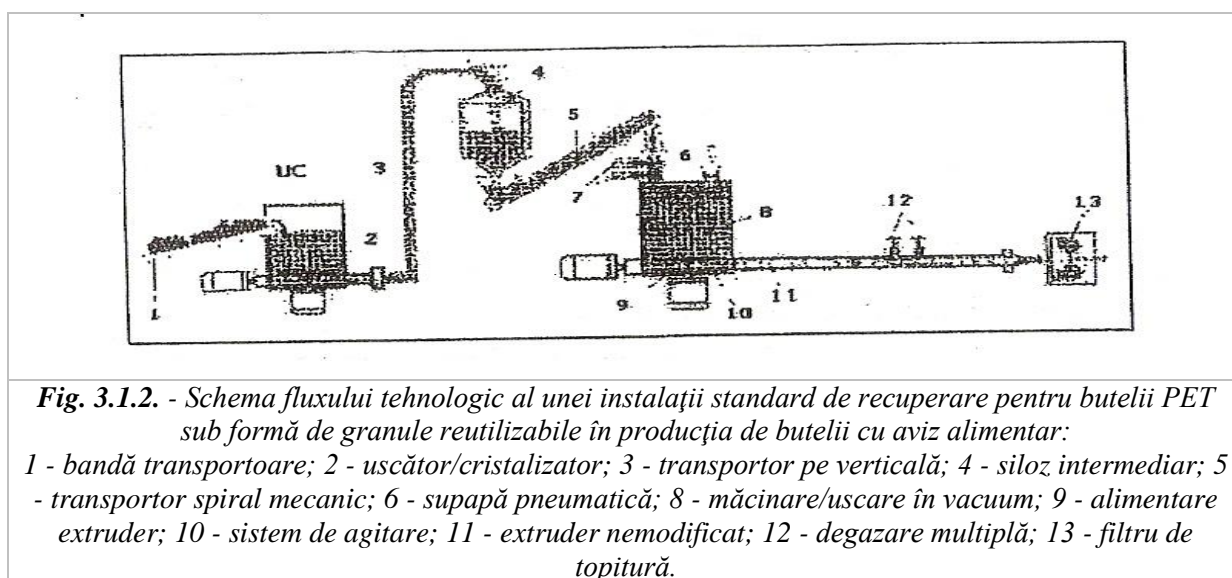 4
5
3
6
UC
7
12
13
8
2
9
11
1
10
Fig. 3.1.2. - Schema fluxului tehnologic al unei instalaţii standard de recuperare pentru butelii PET
sub formă de granule reutilizabile în producţia de butelii cu aviz alimentar:
1 - bandă transportoare; 2 - uscător/cristalizator; 3 - transportor pe verticală; 4 - siloz intermediar; 5
- transportor spiral mecanic; 6 - supapă pneumatică; 8 - măcinare/uscare în vacuum; 9 - alimentare
extruder; 10 - sistem de agitare; 11 - extruder nemodificat; 12 - degazare multiplă; 13 - filtru de
topitură.